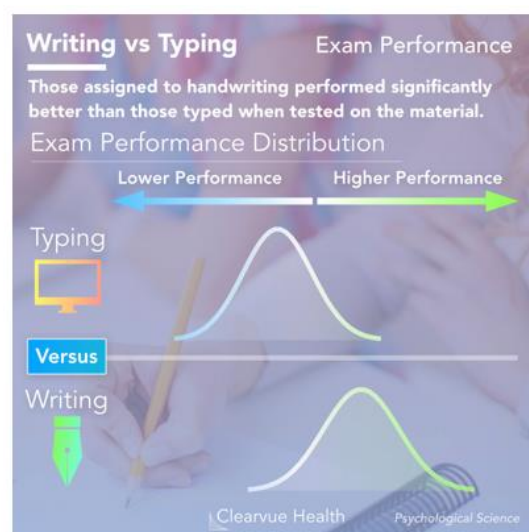 Writing vs Typing Exam Performance
Those assigned to handwriting performed significantly
better than those typed when tested on the material.
Exam Performance Distribution
Lower Performance Higher Performance
Typing
Versus
Writing
Clearvue Health Psychological Science